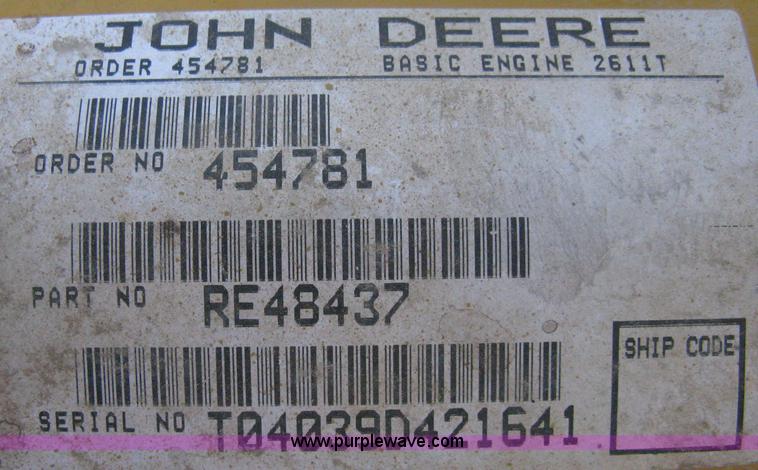 JOHN DEERE
ORDER 454781 BASIC ENGINE 2611T
ORDER NO 454781
PART NO RE48437
SHIP CODE
SERIAL NO T04039D421641
www.purplewave.com